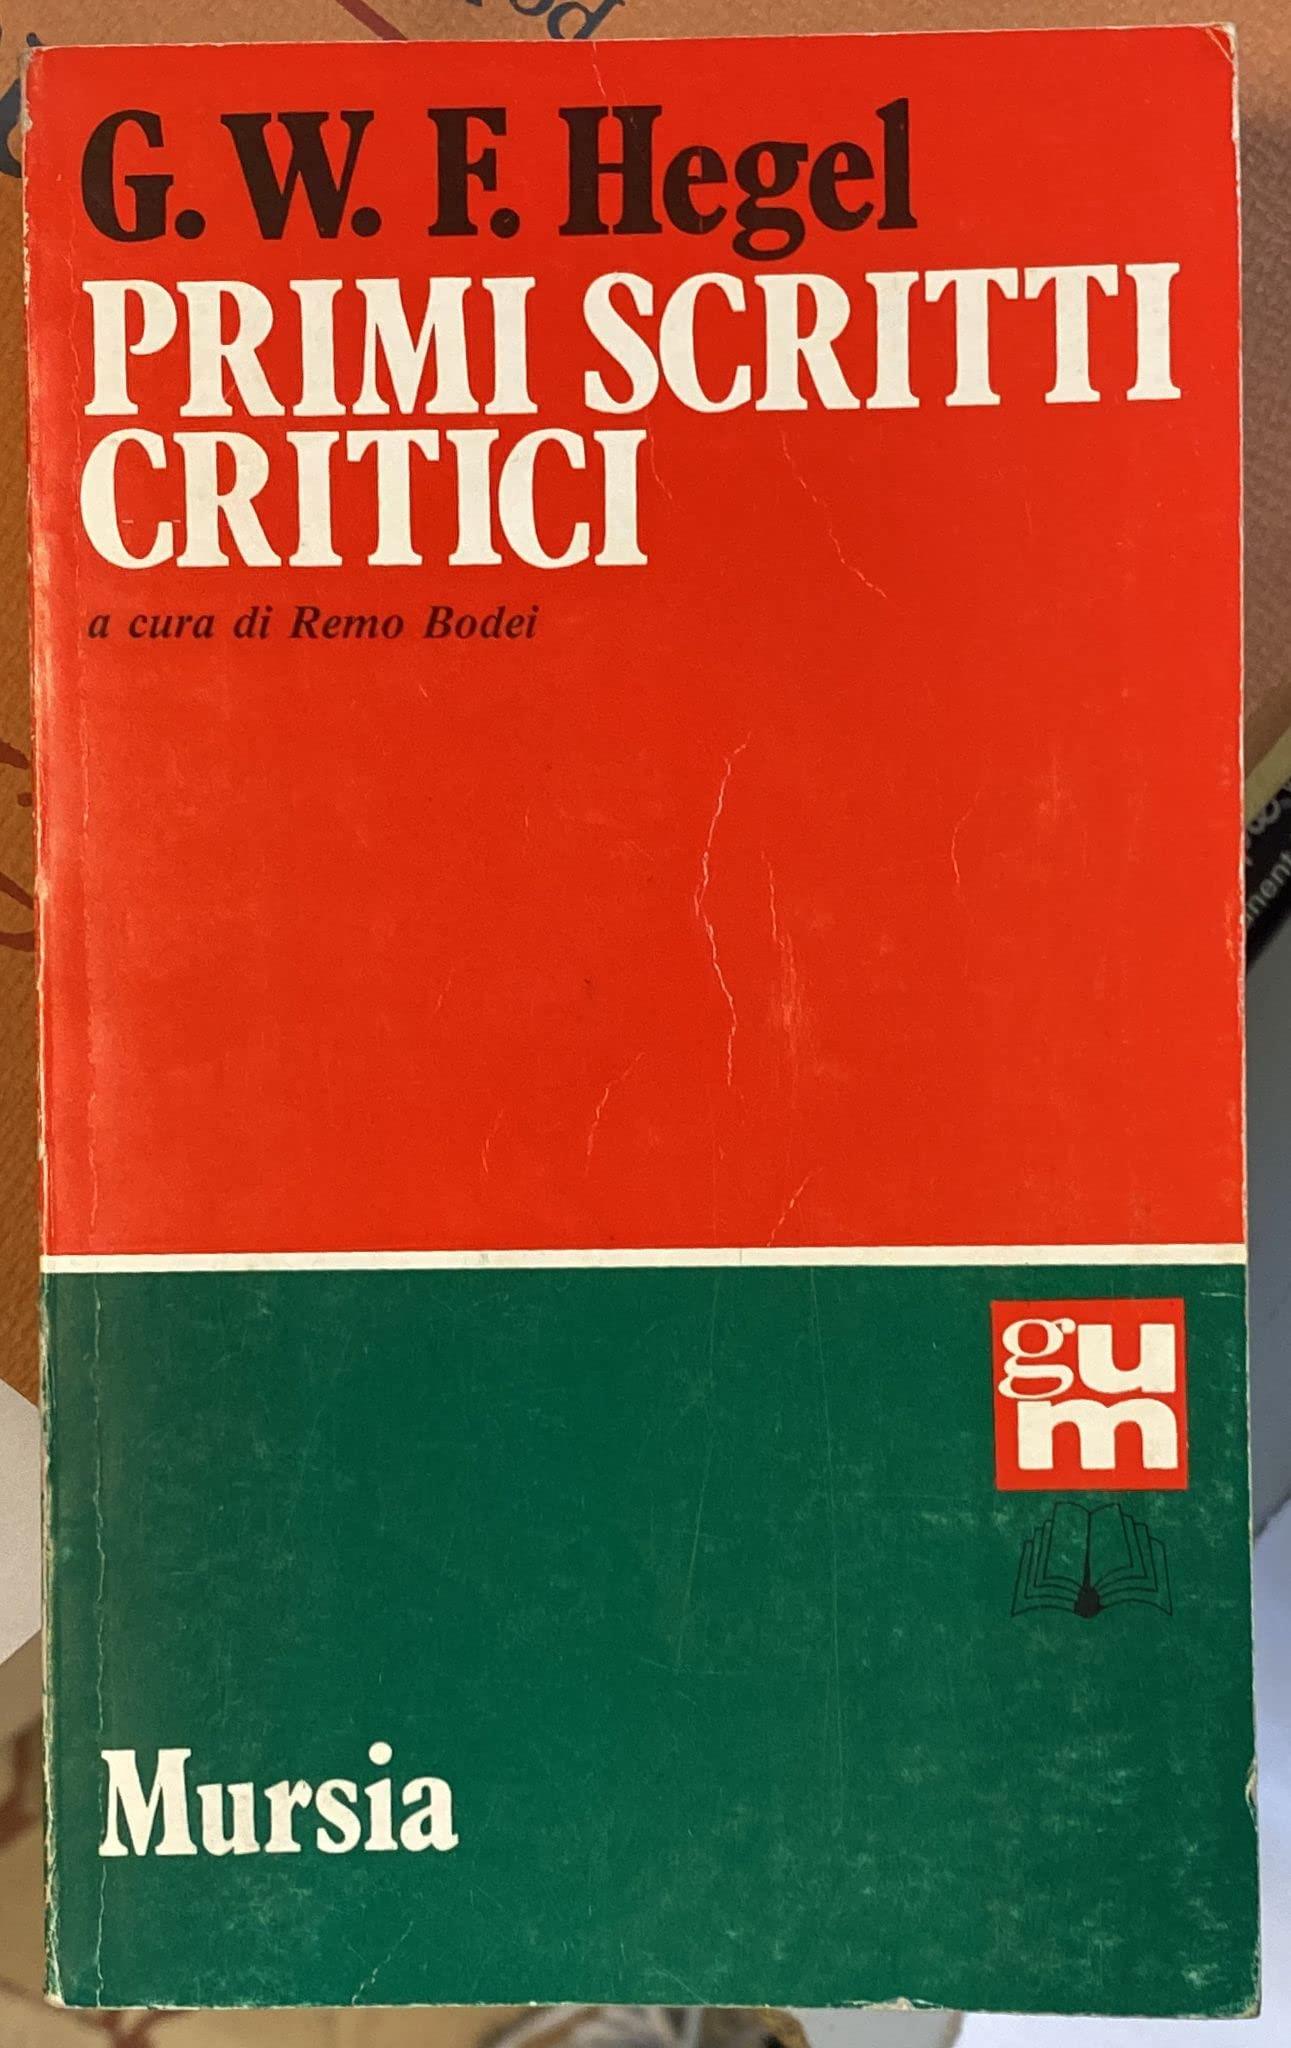 G. W. F. Hegel
PRIMI SCRITTI
CRITICI
a cura di Remo Bodei
gu
m
Mursia